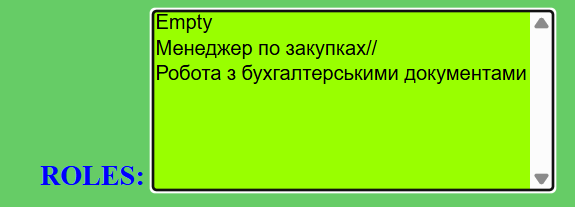 Empty
Менеджер по закупках//
Робота з бухгалтерськими документами
ROLES: